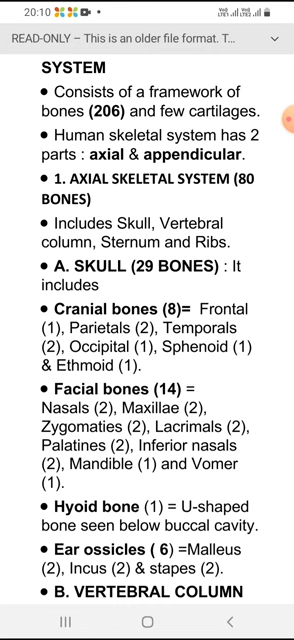 20:10
Vo) LTE1 Vo) LTE2
READ-ONLY – This is an older file format. T...
SYSTEM
• Consists of a framework of
bones (206) and few cartilages.
• Human skeletal system has 2
parts : axial & appendicular.
• 1. AXIAL SKELETAL SYSTEM (80
BONES)
• Includes Skull, Vertebral
column, Sternum and Ribs.
• A. SKULL (29 BONES) : It
includes
• Cranial bones (8)= Frontal
(1), Parietals (2), Temporals
(2), Occipital (1), Sphenoid (1)
& Ethmoid (1).
• Facial bones (14) =
Nasals (2), Maxillae (2),
Zygomaties (2), Lacrimals (2),
Palatines (2), Inferior nasals
(2), Mandible (1) and Vomer
(1).
• Hyoid bone (1) = U-shaped
bone seen below buccal cavity.
• Ear ossicles ( 6) =Malleus
(2), Incus (2) & stapes (2).
• B. VERTEBRAL COLUMN